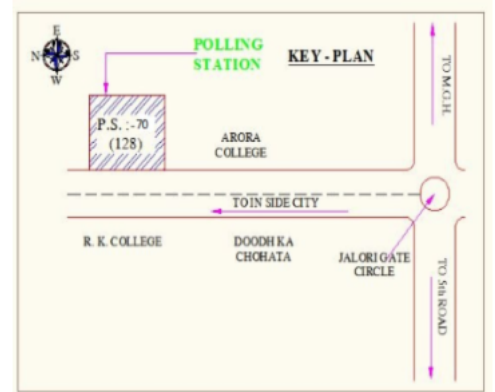 E
N S
W
POLLING
STATION
KEY - PLAN
TO M.G.H.
P.S. :-70
(128)
ARORA
COLLEGE
TO IN SIDE CITY
R. K. COLLEGE
DOODH KA
CHOHATA
JALORI GATE
CIRCLE
TO 5th ROAD